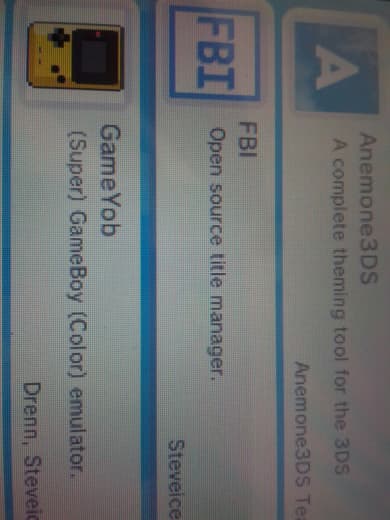 A
Anemone3DS
A complete theming tool for the 3DS
Anemone3DS Te
FBI
FBI
Open source title manager.
Steveice
GameYob
(Super) GameBoy (Color) emulator.
Drenn, Steveic